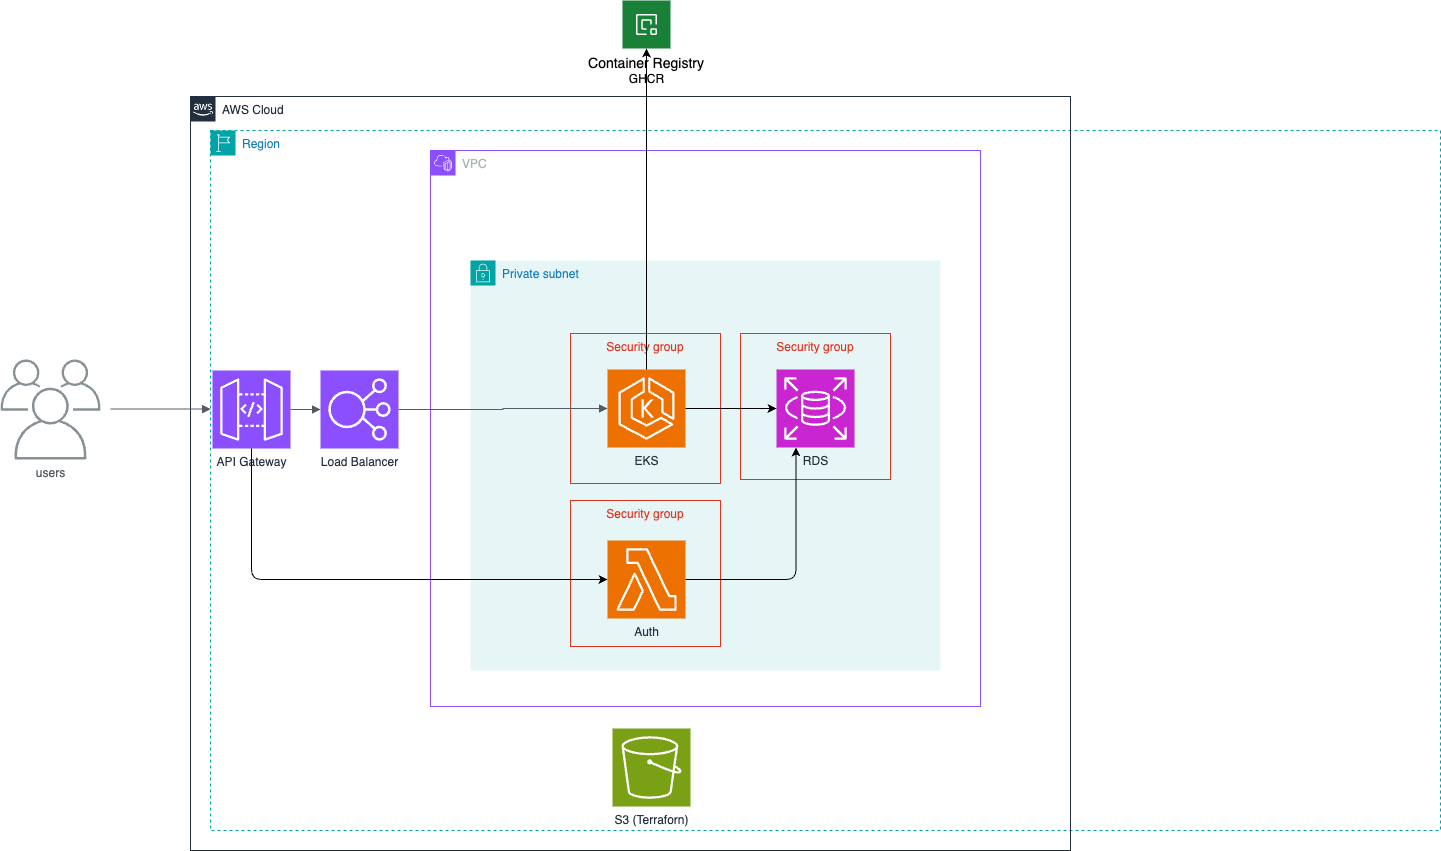 Container Registry
GHCR
aws
AWS Cloud
Region
VPC
Private subnet
Security group
Security group
</>
K
users
API Gateway
Load Balancer
EKS
RDS
Security group
Auth
S3 (Terraforn)